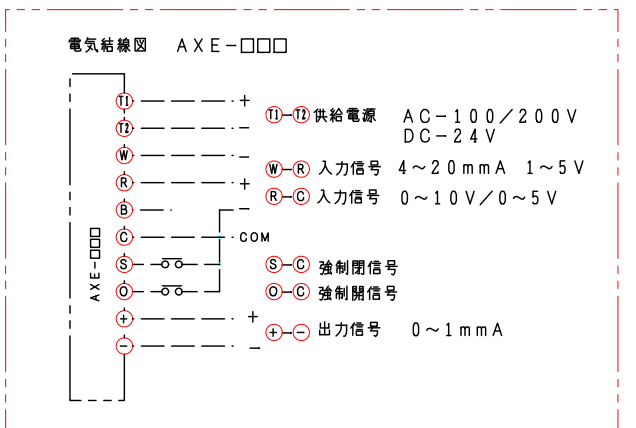 電気結線図 AXE-□□□
T1 +
T2 -
W -
R +
B -
C COM
S
O
+ +
- -
AXE-□□□
T1-T2 供給電源 AC-100/200V
DC-24V
W-R 入力信号 4~20mmA 1~5V
R-C 入力信号 0~10V/0~5V
S-C 強制閉信号
O-C 強制開信号
+-- 出力信号 0~1mmA